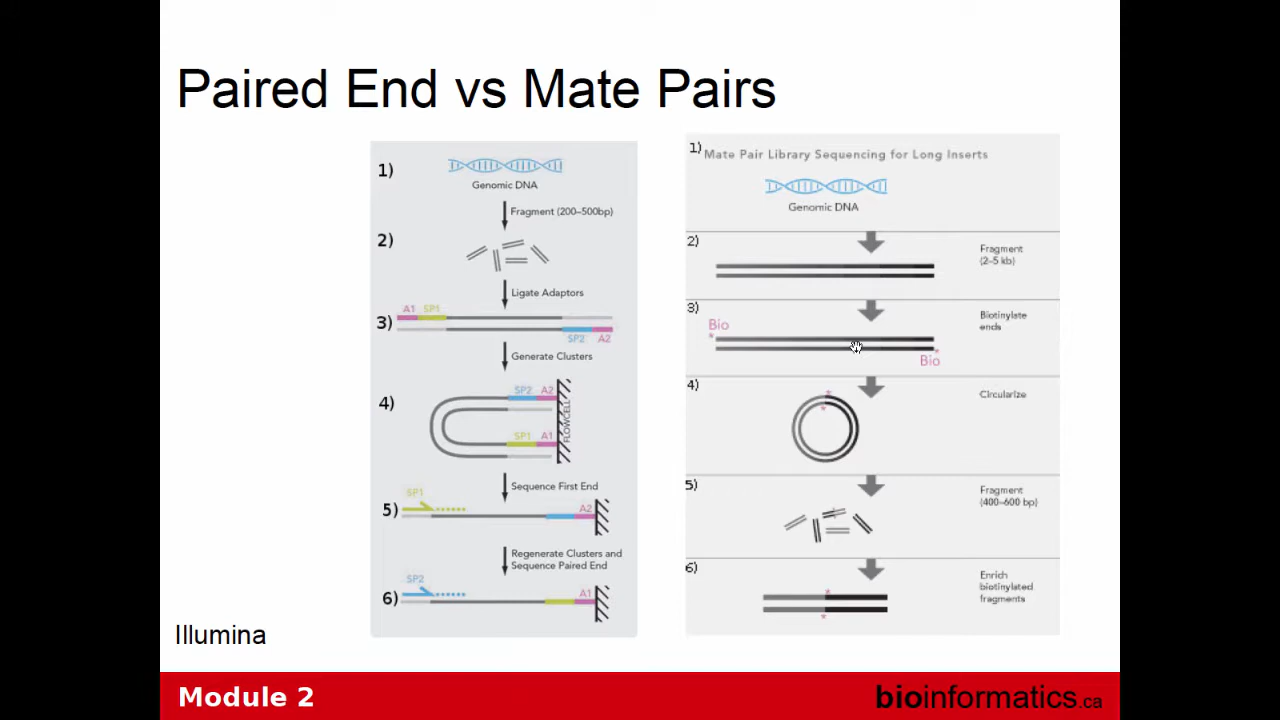 Paired End vs Mate Pairs
1)
Genomic DNA
Fragment (200–500bp)
2)
Ligate Adaptors
A1 SP1
3)
SP2 A2
Generate Clusters
SP2 A2
4)
FLOWCELL
SP1 A1
Sequence First End
SP1
A2
5)
Regenerate Clusters and
Sequence Paired End
SP2
A1
6)
1) Mate Pair Library Sequencing for Long Inserts
Genomic DNA
2)
Fragment
(2–5 kb)
3)
Biotinylate
ends
Bio
Bio
4)
Circularize
5)
Fragment
(400–600 bp)
6)
Enrich
biotinylated
fragments
Illumina
Module 2
bioinformatics.ca